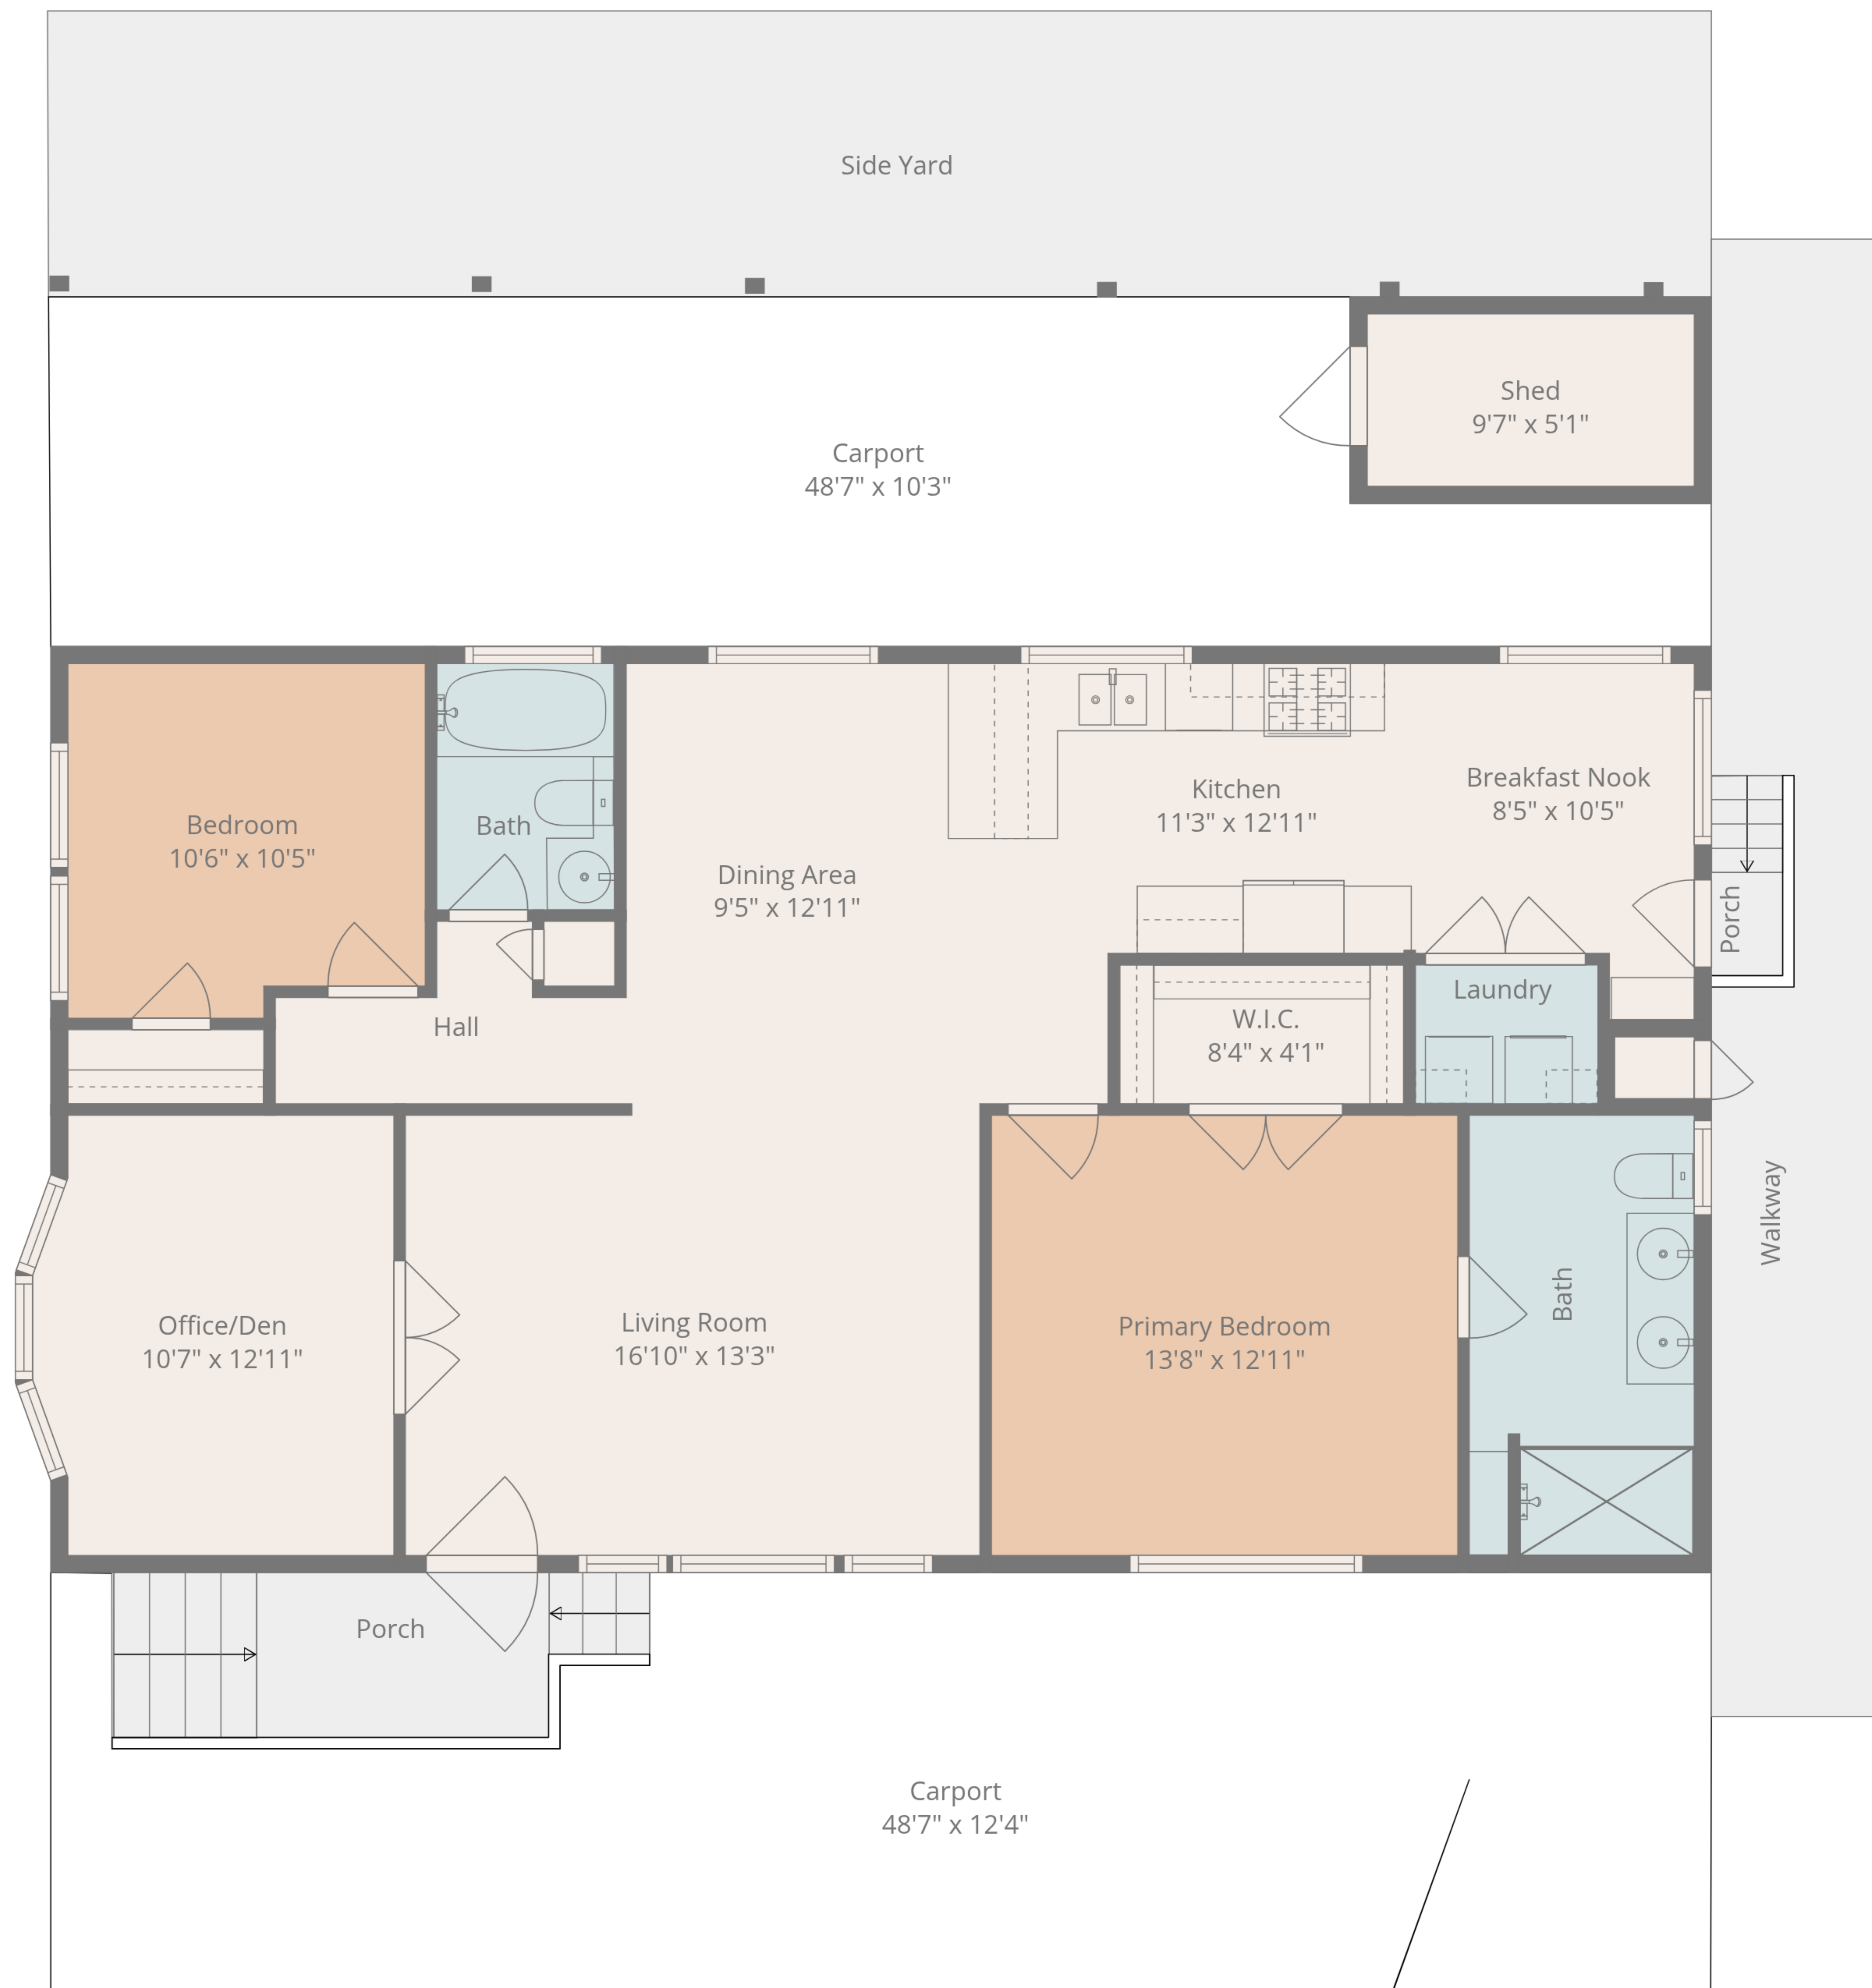 Side Yard
Shed
9'7" x 5'1"
Carport
48'7" x 10'3"
Bedroom
10'6" x 10'5"
Bath
Dining Area
9'5" x 12'11"
Kitchen
11'3" x 12'11"
Breakfast Nook
8'5" x 10'5"
Porch
Hall
W.I.C.
8'4" x 4'1"
Laundry
Walkway
Office/Den
10'7" x 12'11"
Living Room
16'10" x 13'3"
Primary Bedroom
13'8" x 12'11"
Bath
Porch
Carport
48'7" x 12'4"